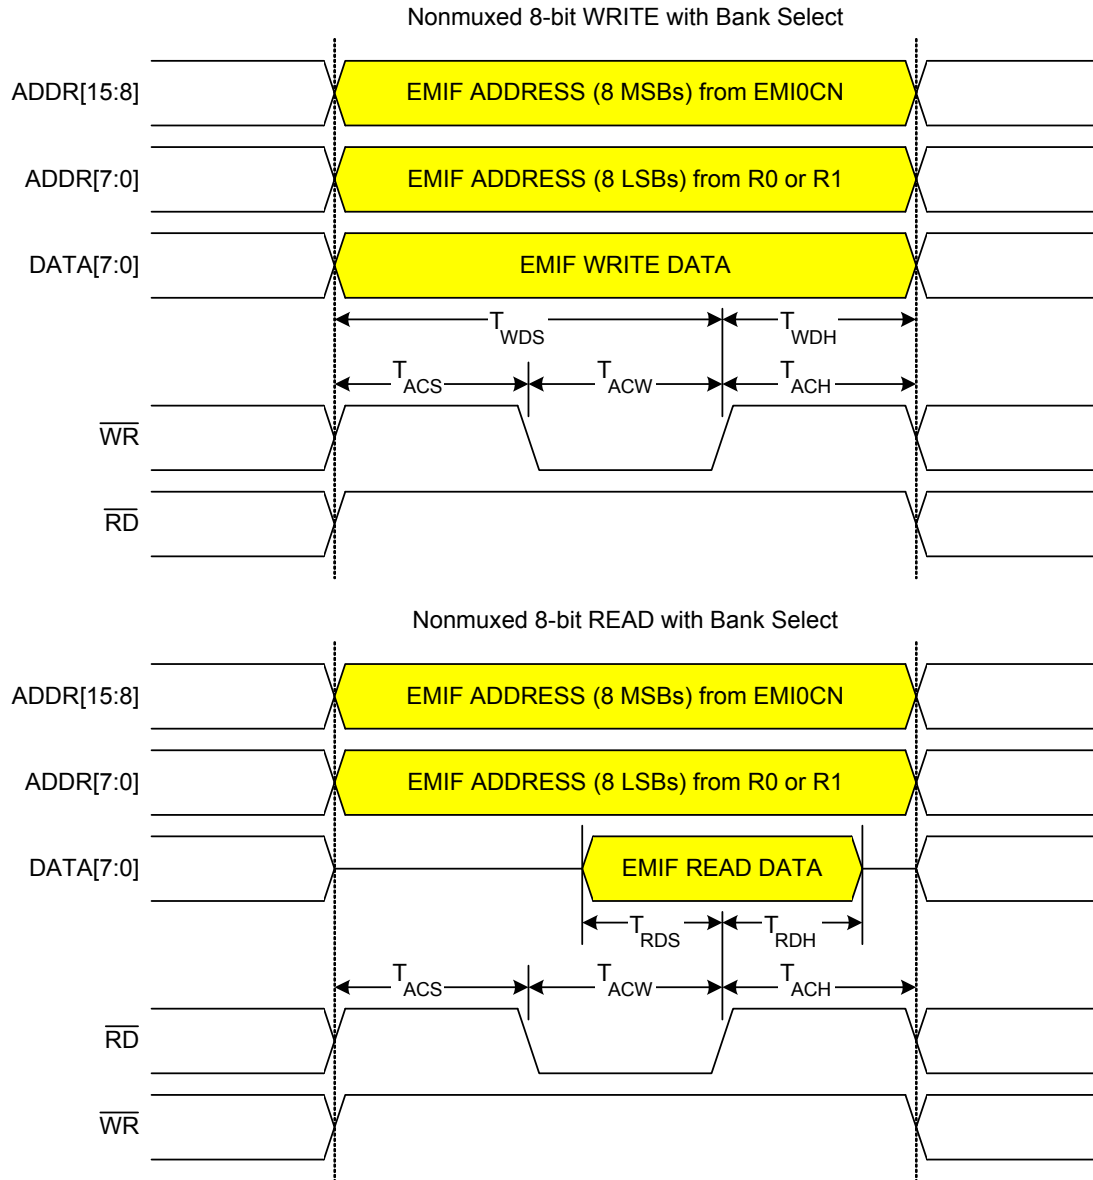 Nonmuxed 8-bit WRITE with Bank Select
ADDR[15:8] EMIF ADDRESS (8 MSBs) from EMI0CN
ADDR[7:0] EMIF ADDRESS (8 LSBs) from R0 or R1
DATA[7:0] EMIF WRITE DATA
TWDS TWDH
TACS TACW TACH
WR
RD
Nonmuxed 8-bit READ with Bank Select
ADDR[15:8] EMIF ADDRESS (8 MSBs) from EMI0CN
ADDR[7:0] EMIF ADDRESS (8 LSBs) from R0 or R1
DATA[7:0] EMIF READ DATA
TRDS TRDH
TACS TACW TACH
RD
WR